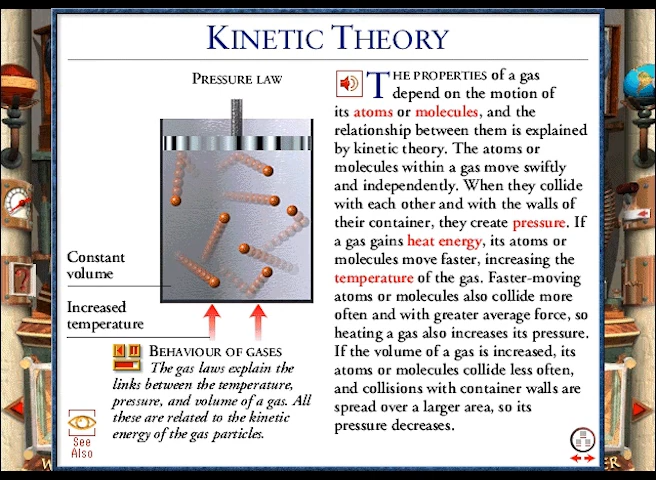 KINETIC THEORY
PRESSURE LAW
Constant
volume
Increased
temperature
BEHAVIOUR OF GASES
The gas laws explain the
links between the temperature,
pressure, and volume of a gas. All
these are related to the kinetic
energy of the gas particles.
See
Also
THE PROPERTIES of a gas
depend on the motion of
its atoms or molecules, and the
relationship between them is explained
by kinetic theory. The atoms or
molecules within a gas move swiftly
and independently. When they collide
with each other and with the walls of
their container, they create pressure. If
a gas gains heat energy, its atoms or
molecules move faster, increasing the
temperature of the gas. Faster-moving
atoms or molecules also collide more
often and with greater average force, so
heating a gas also increases its pressure.
If the volume of a gas is increased, its
atoms or molecules collide less often,
and collisions with container walls are
spread over a larger area, so its
pressure decreases.